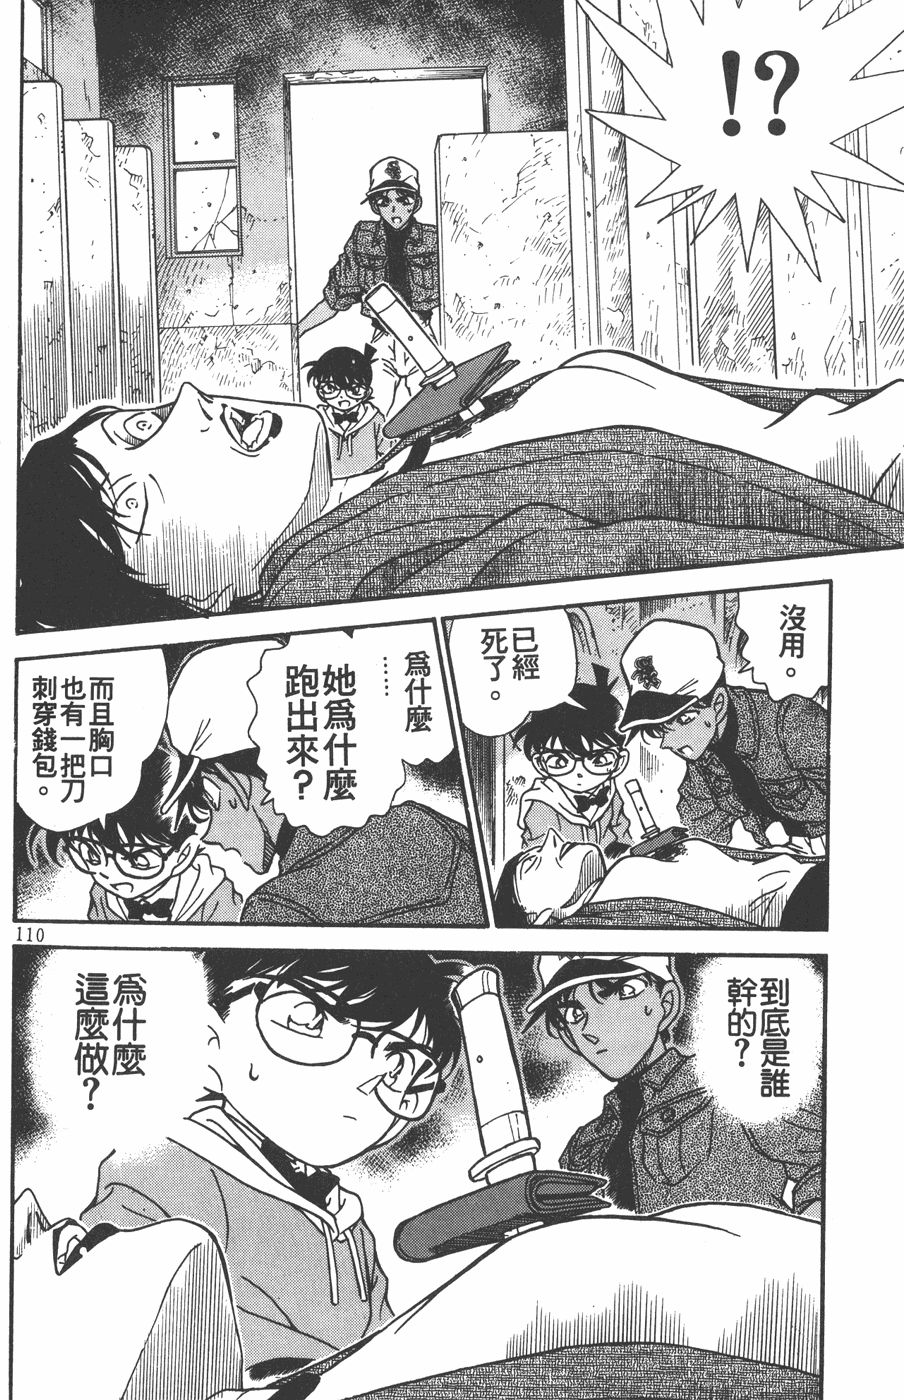 !?
沒用。
已經
死了。
爲什麼
……
她爲什麼
跑出來?
而且胸口
也有一把刀
刺穿錢包。
110
到底是誰
幹的?
爲什麼
這麼做?